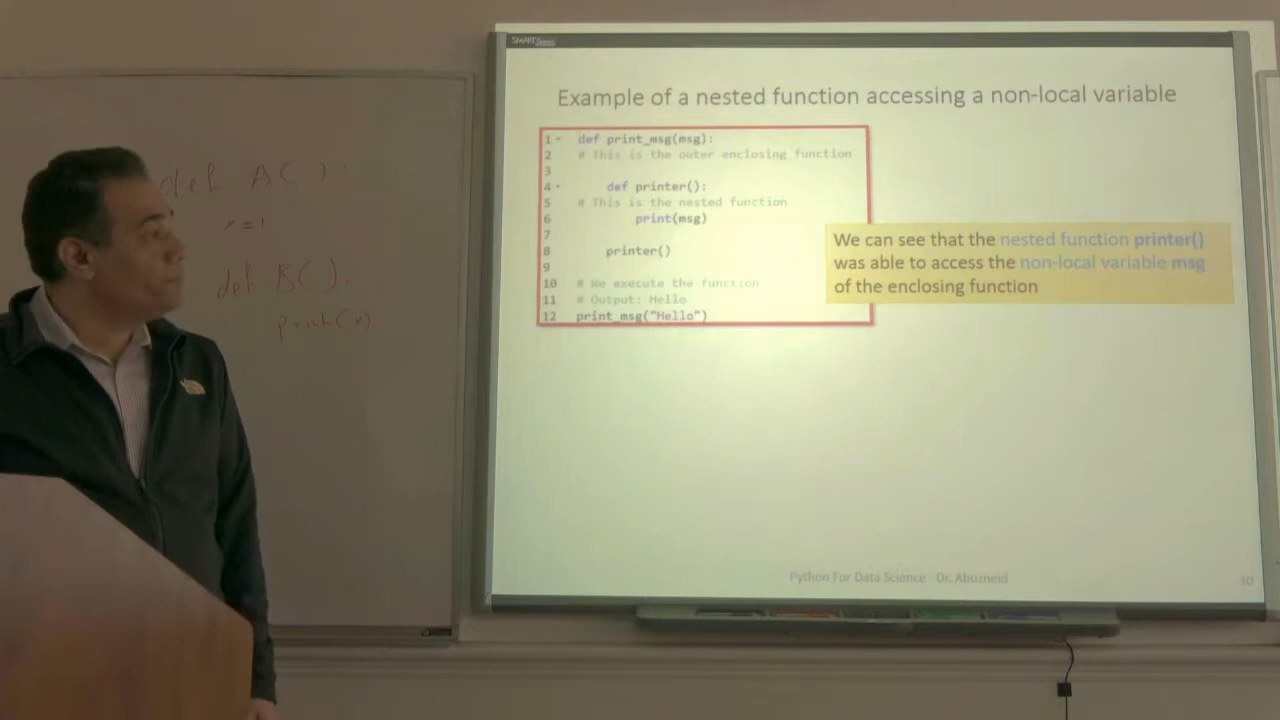 SMART Board
Example of a nested function accessing a non-local variable
1 def print_msg(msg):
2 # This is the outer enclosing function
3
4 def printer():
5 # This is the nested function
6 print(msg)
7
8 printer()
9
10 # We execute the function
11 # Output: Hello
12 print_msg("Hello")
We can see that the nested function printer()
was able to access the non-local variable msg
of the enclosing function
Python For Data Science Dr. Abuzneid
30
def A( ):
x=1
def B( ):
print(x)